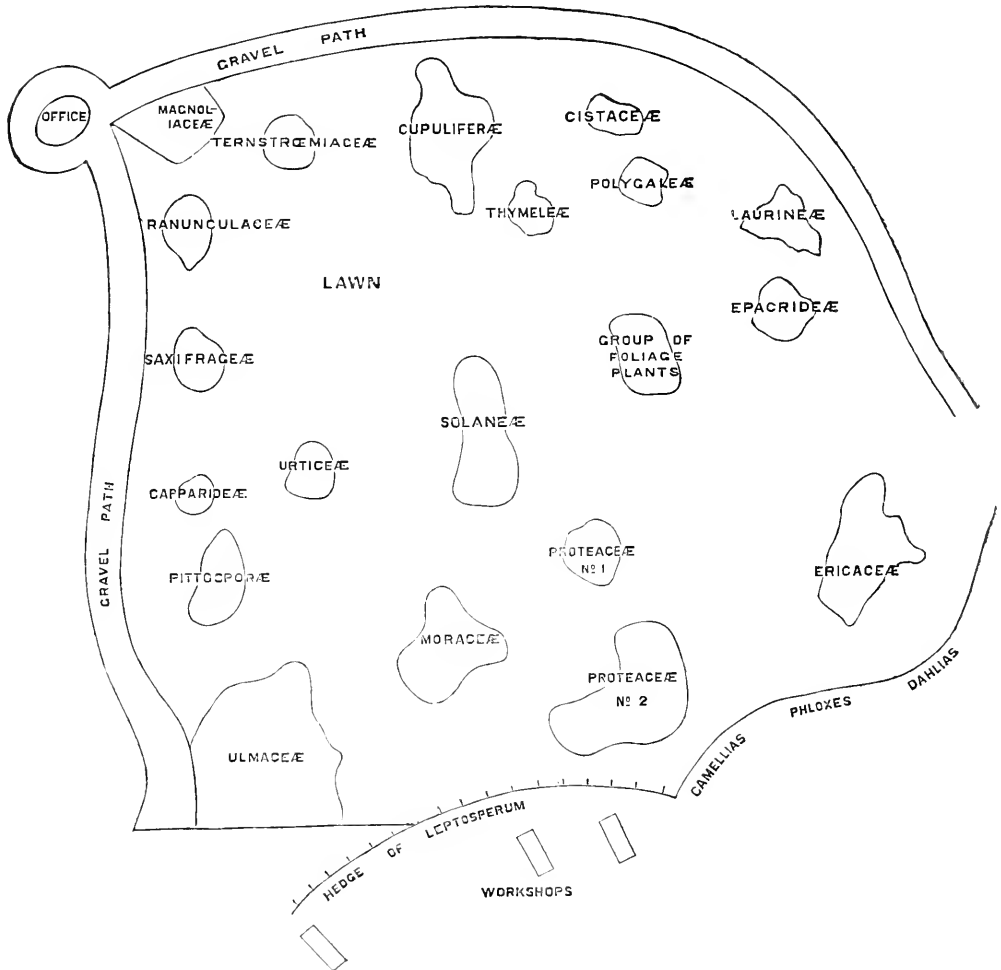 GRAVEL PATH
OFFICE
MAGNOL-
IACEÆ
TERNSTRŒMIACEÆ
CUPULIFERÆ
CISTACEÆ
POLYGALEÆ
THYMELEÆ
LAURINEÆ
RANUNCULACEÆ
LAWN
EPACRIDEÆ
GROUP OF
FOLIAGE
PLANTS
SAXIFRAGEÆ
SOLANEÆ
URTICEÆ
CAPPARIDEÆ
GRAVEL PATH
PROTEACEÆ
Nº 1
ERICACEÆ
PITTOSPORÆ
MORACEÆ
PROTEACEÆ
Nº 2
DAHLIAS
PHLOXES
CAMELLIAS
ULMACEÆ
HEDGE OF LEPTOSPERUM
WORKSHOPS